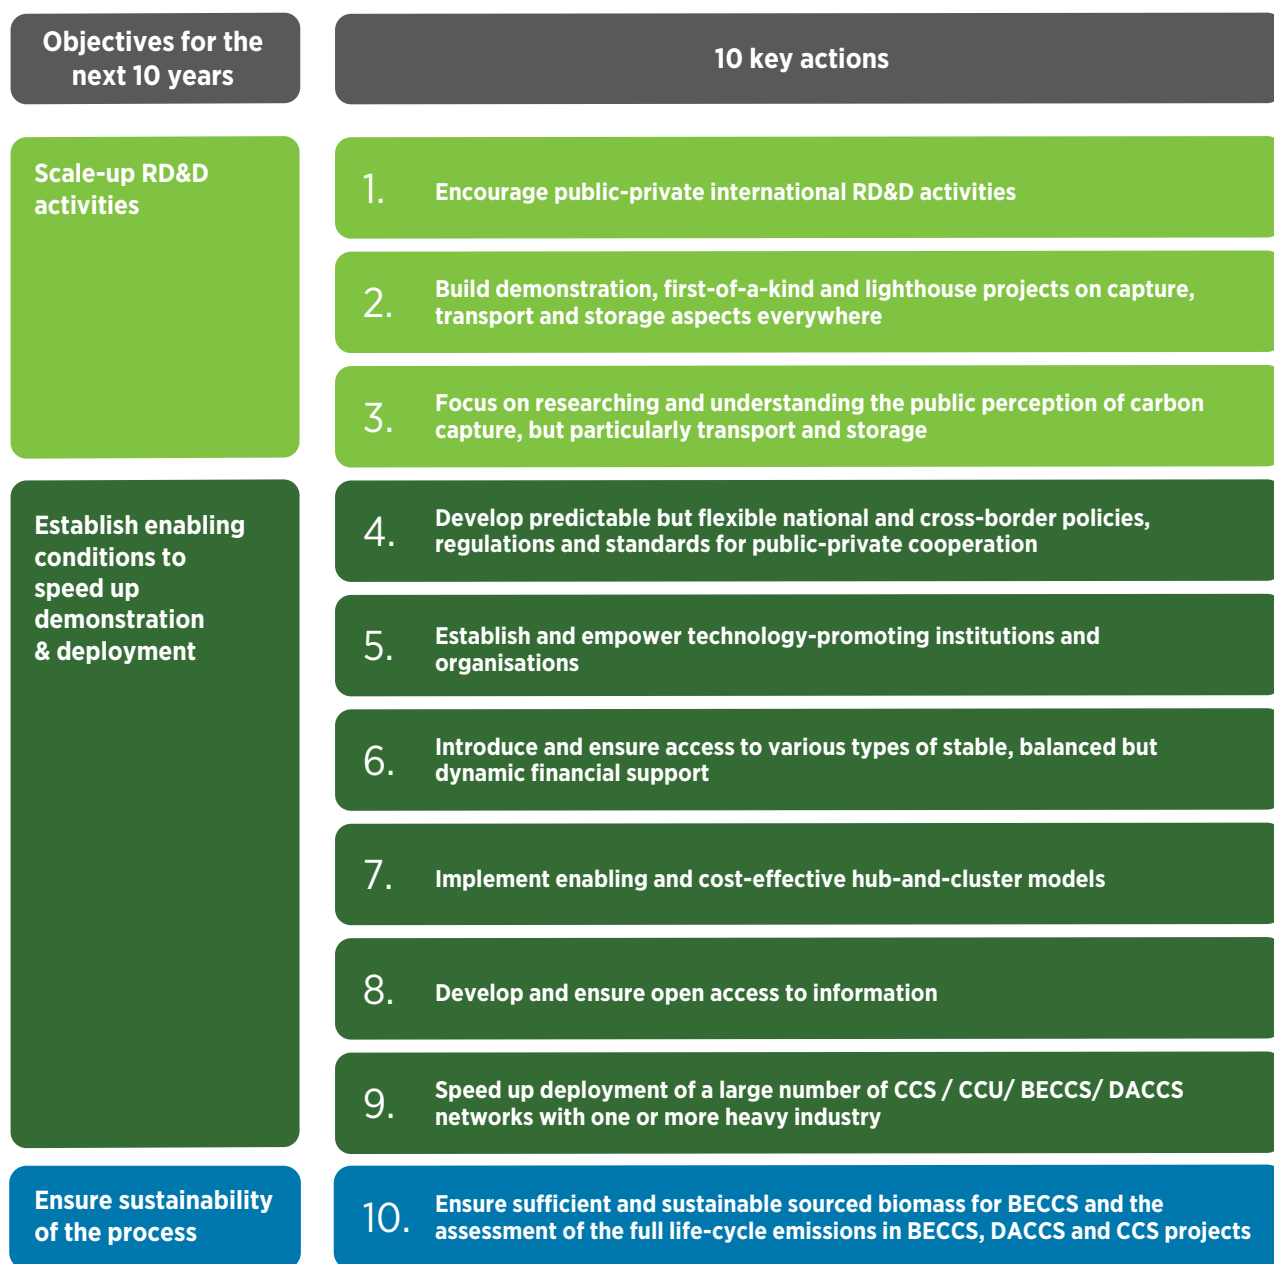 Objectives for the
next 10 years
10 key actions
Scale-up RD&D
activities
1.
Encourage public-private international RD&D activities
2.
Build demonstration, first-of-a-kind and lighthouse projects on capture,
transport and storage aspects everywhere
3.
Focus on researching and understanding the public perception of carbon
capture, but particularly transport and storage
Establish enabling
conditions to
speed up
demonstration
& deployment
4.
Develop predictable but flexible national and cross-border policies,
regulations and standards for public-private cooperation
5.
Establish and empower technology-promoting institutions and
organisations
6.
Introduce and ensure access to various types of stable, balanced but
dynamic financial support
7.
Implement enabling and cost-effective hub-and-cluster models
8.
Develop and ensure open access to information
9.
Speed up deployment of a large number of CCS / CCU/ BECCS/ DACCS
networks with one or more heavy industry
Ensure sustainability
of the process
10.
Ensure sufficient and sustainable sourced biomass for BECCS and the
assessment of the full life-cycle emissions in BECCS, DACCS and CCS projects